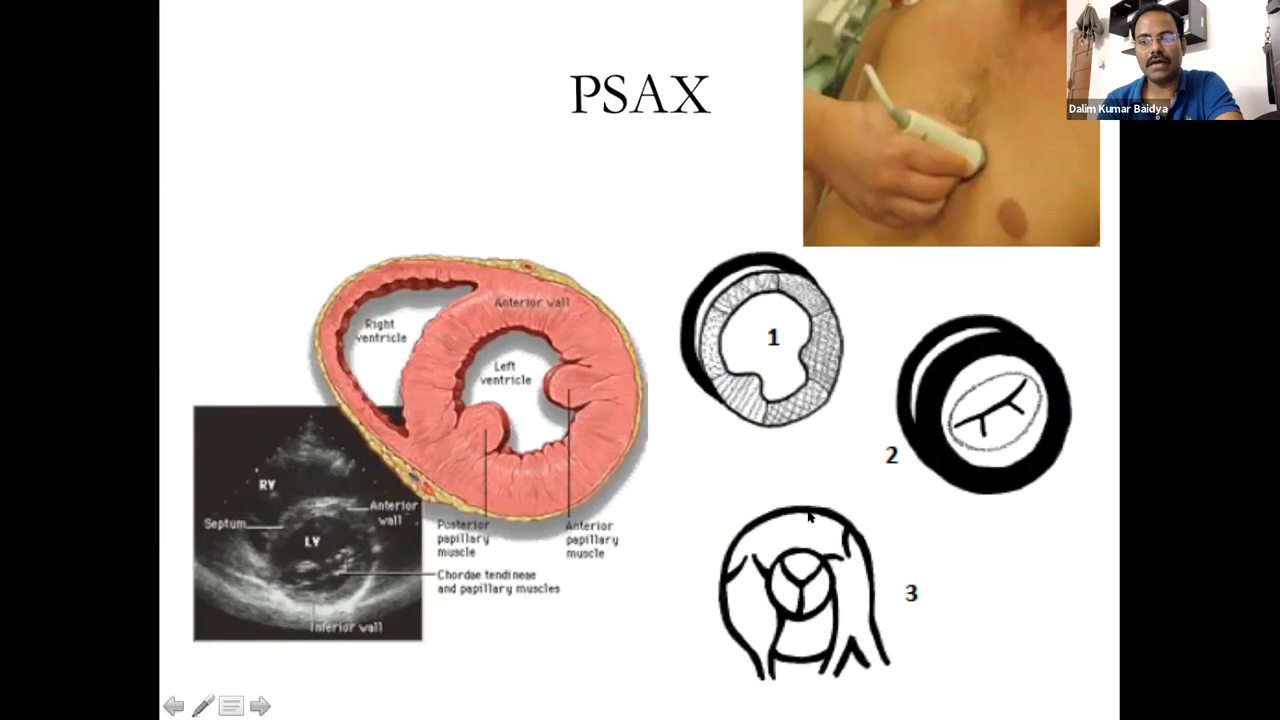 Dalim Kumar Baidya
PSAX
Anterior wall
Right
ventricle
Left
ventricle
1
2
RV
Septum
Anterior
wall
LV
Posterior
papillary
muscle
Anterior
papillary
muscle
Chordae tendineae
and papillary muscles
Inferior wall
3